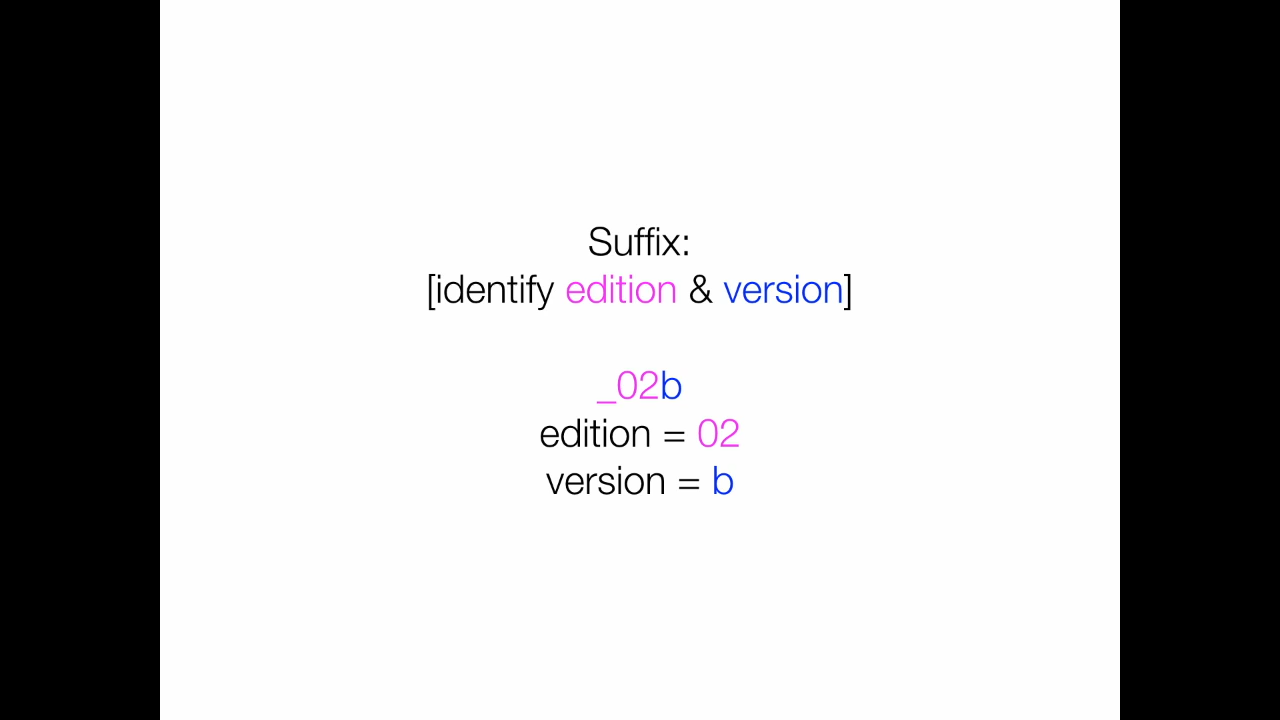 Suffix:
[identify edition & version]
_02b
edition = 02
version = b